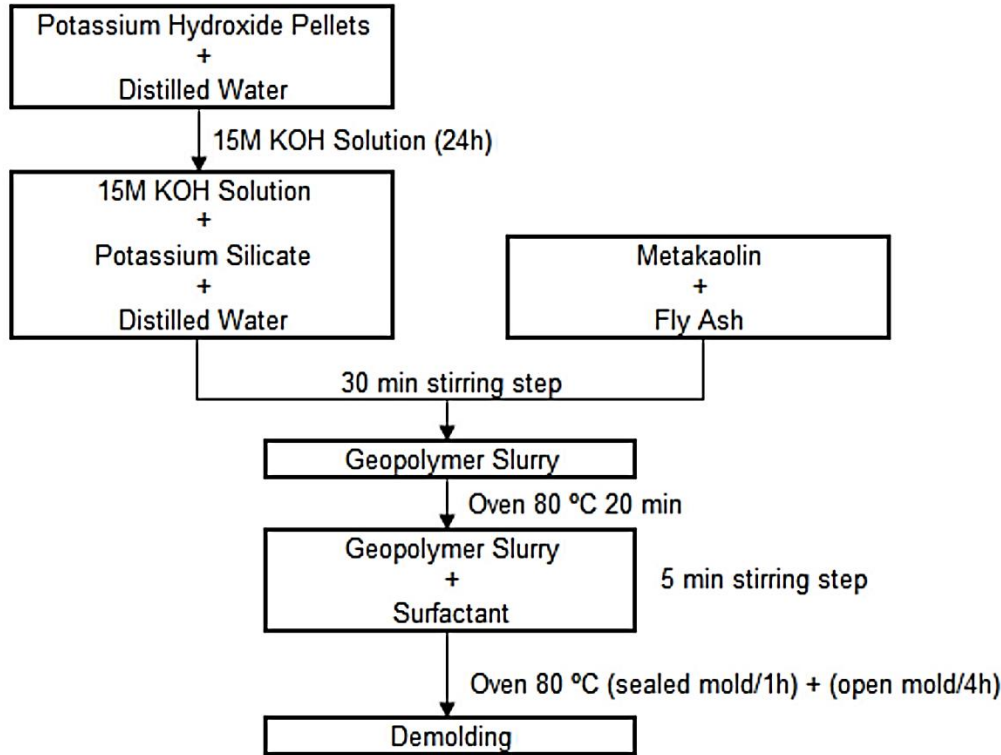 Potassium Hydroxide Pellets
+
Distilled Water
15M KOH Solution (24h)
15M KOH Solution
+
Potassium Silicate
+
Distilled Water
Metakaolin
+
Fly Ash
30 min stirring step
Geopolymer Slurry
Oven 80 ºC 20 min
Geopolymer Slurry
+
Surfactant
5 min stirring step
Oven 80 ºC (sealed mold/1h) + (open mold/4h)
Demolding